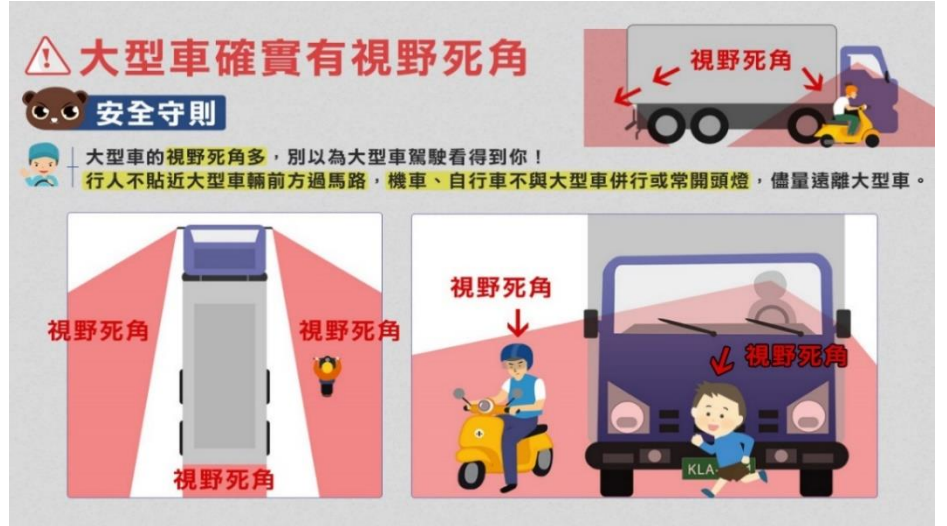 大型車確實有視野死角
視野死角
安全守則
大型車的視野死角多，別以為大型車駕駛看得到你！
行人不貼近大型車輛前方過馬路，機車、自行車不與大型車併行或常開頭燈，儘量遠離大型車。
視野死角
視野死角
視野死角
視野死角
視野死角
KLA-